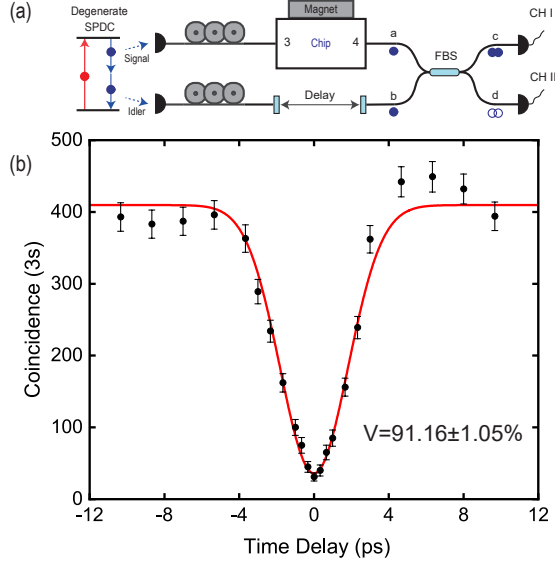 (a)
Degenerate
SPDC
Signal
Idler
Magnet
3 Chip 4
Delay
a
b
FBS
c
d
CH I
CH II
(b)
Coincidence (3s)
500
400
300
200
100
0
V=91.16±1.05%
-12 -8 -4 0 4 8 12
Time Delay (ps)